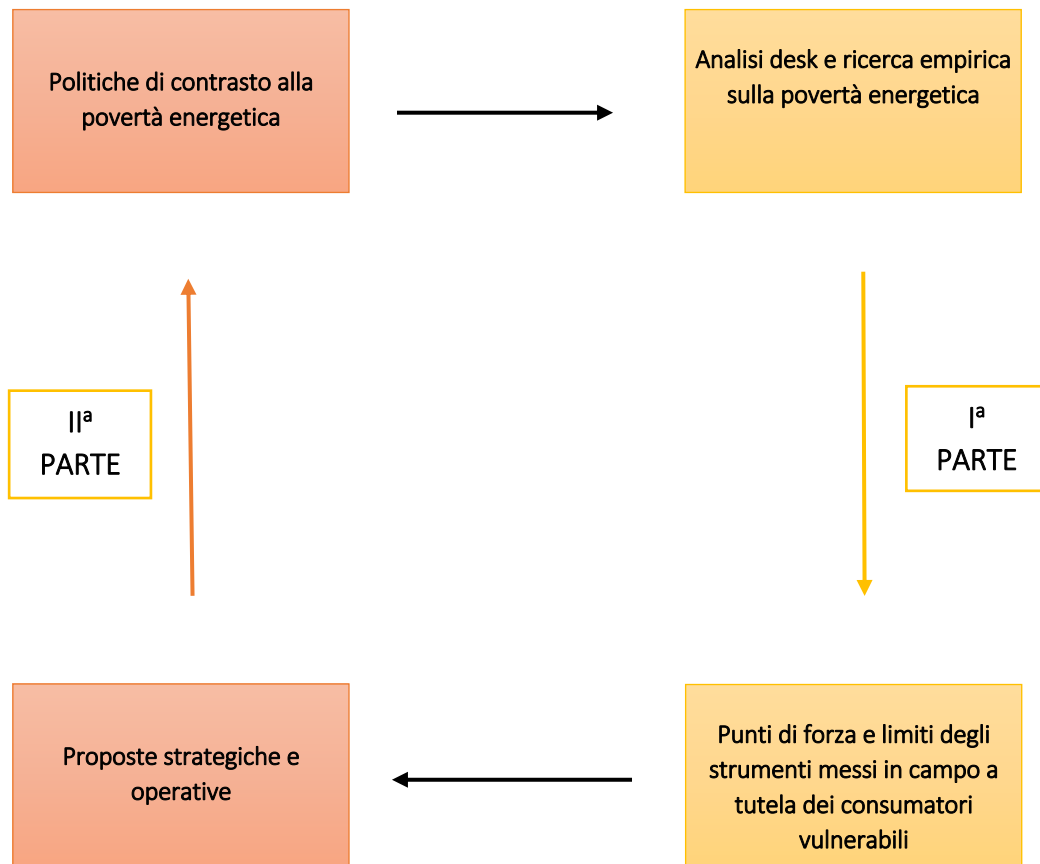 Politiche di contrasto alla
povertà energetica
Analisi desk e ricerca empirica
sulla povertà energetica
IIª
PARTE
Iª
PARTE
Proposte strategiche e
operative
Punti di forza e limiti degli
strumenti messi in campo a
tutela dei consumatori
vulnerabili